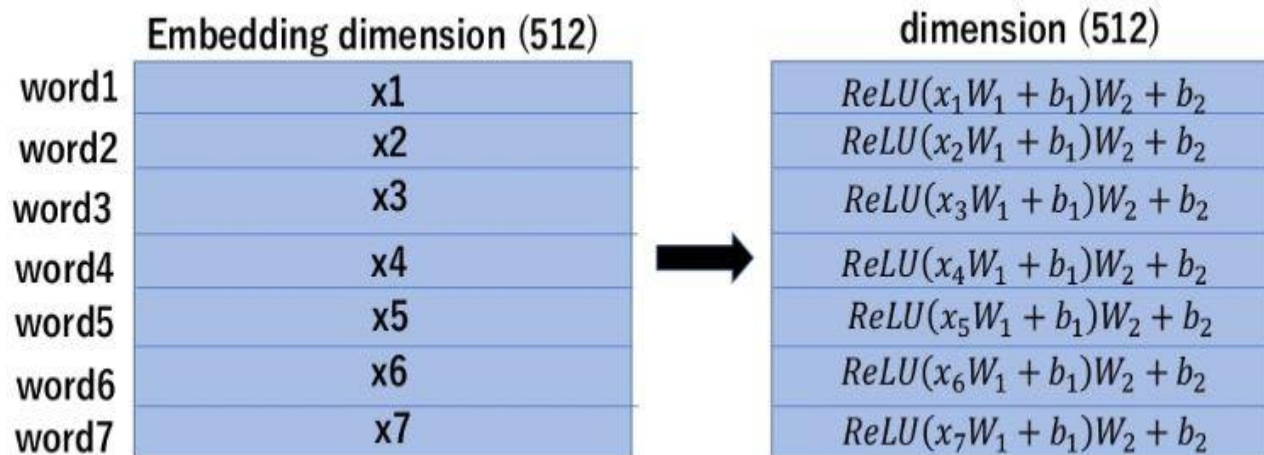 Embedding dimension (512) dimension (512)
word1 x1 ReLU(x₁W₁ + b₁)W₂ + b₂
word2 x2 ReLU(x₂W₁ + b₁)W₂ + b₂
word3 x3 ReLU(x₃W₁ + b₁)W₂ + b₂
word4 x4 ReLU(x₄W₁ + b₁)W₂ + b₂
word5 x5 ReLU(x₅W₁ + b₁)W₂ + b₂
word6 x6 ReLU(x₆W₁ + b₁)W₂ + b₂
word7 x7 ReLU(x₇W₁ + b₁)W₂ + b₂